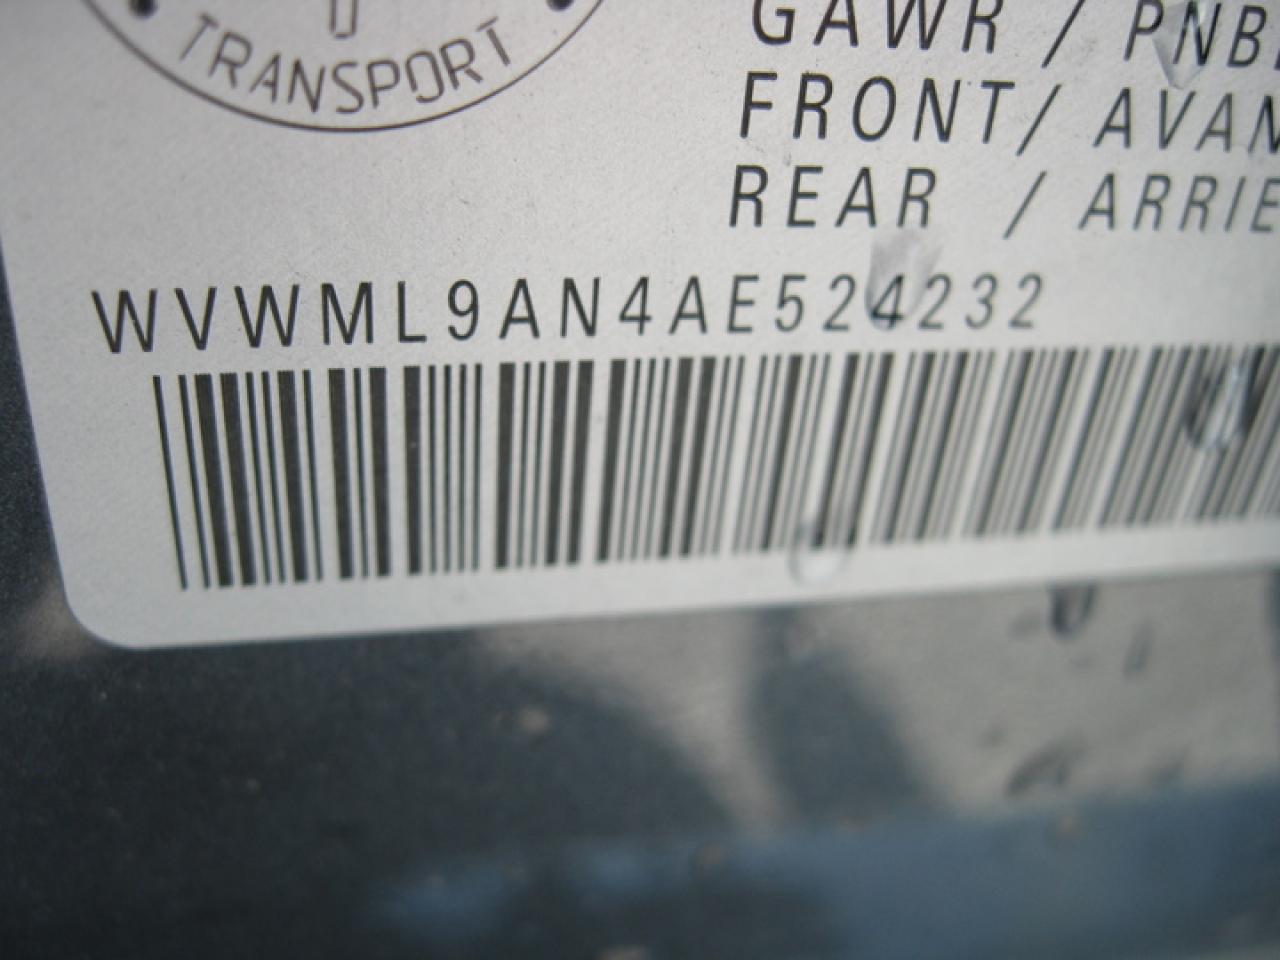 TRANSPORT
GAWR / PNB
FRONT/ AVAN
REAR / ARRIE
WVWML9AN4AE524232